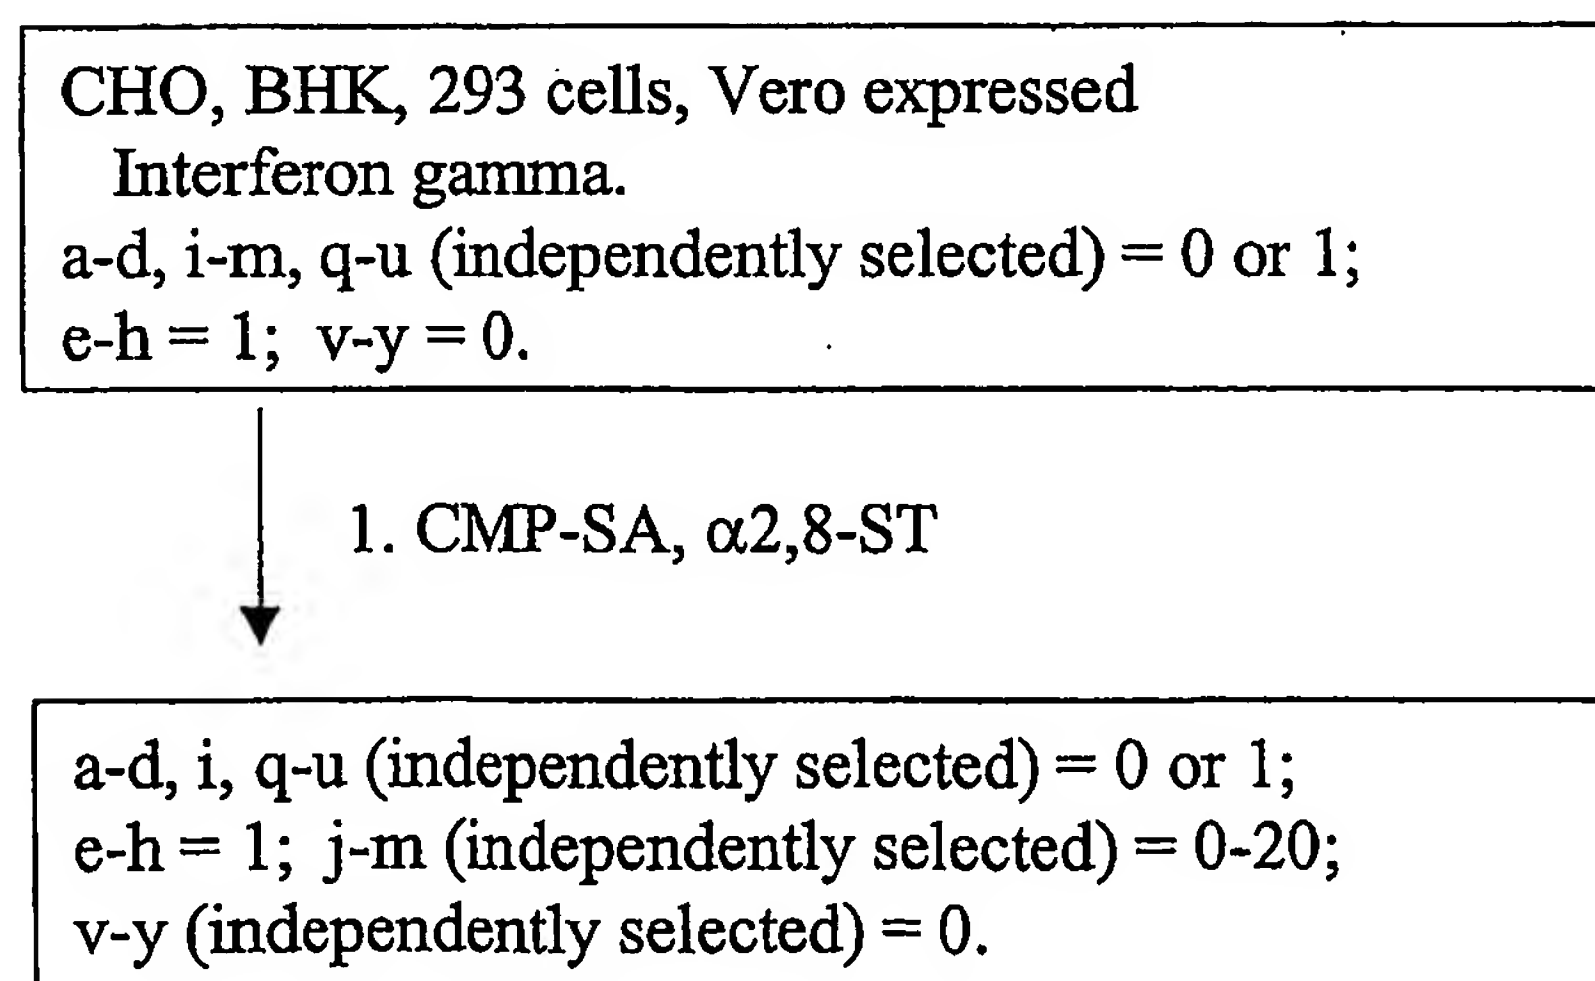 CHO, BHK, 293 cells, Vero expressed
Interferon gamma.
a-d, i-m, q-u (independently selected) = 0 or 1;
e-h = 1; v-y = 0.
1. CMP-SA, α2,8-ST
a-d, i, q-u (independently selected) = 0 or 1;
e-h = 1; j-m (independently selected) = 0-20;
v-y (independently selected) = 0.